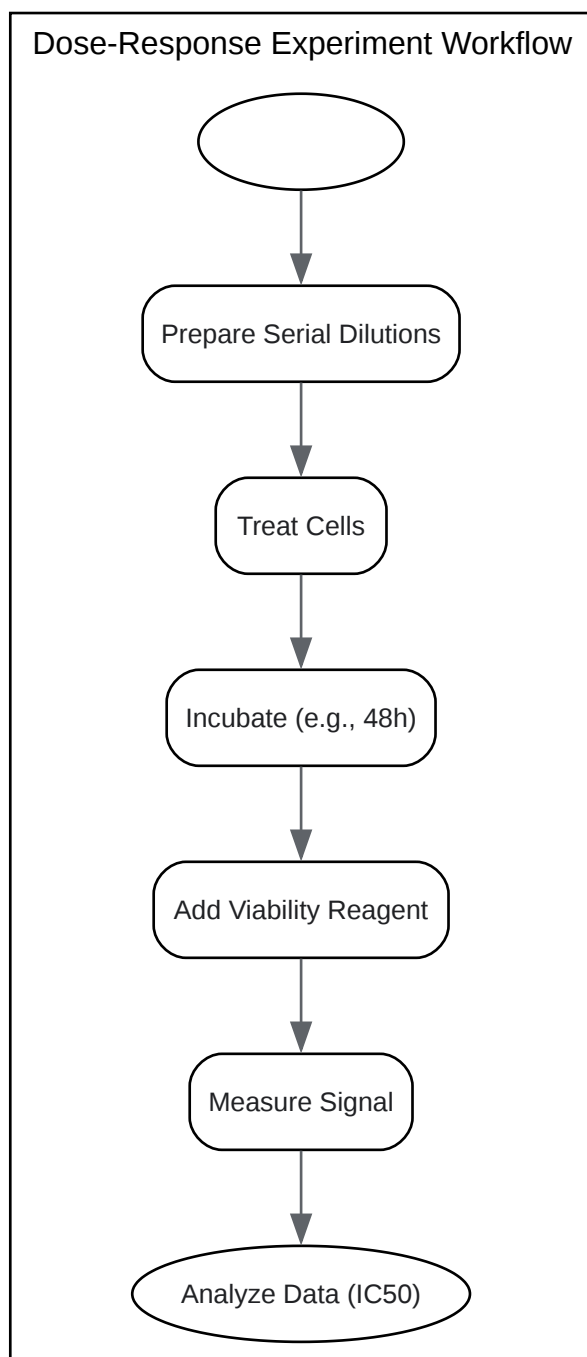 Dose-Response Experiment Workflow
Prepare Serial Dilutions
Treat Cells
Incubate (e.g., 48h)
Add Viability Reagent
Measure Signal
Analyze Data (IC50)